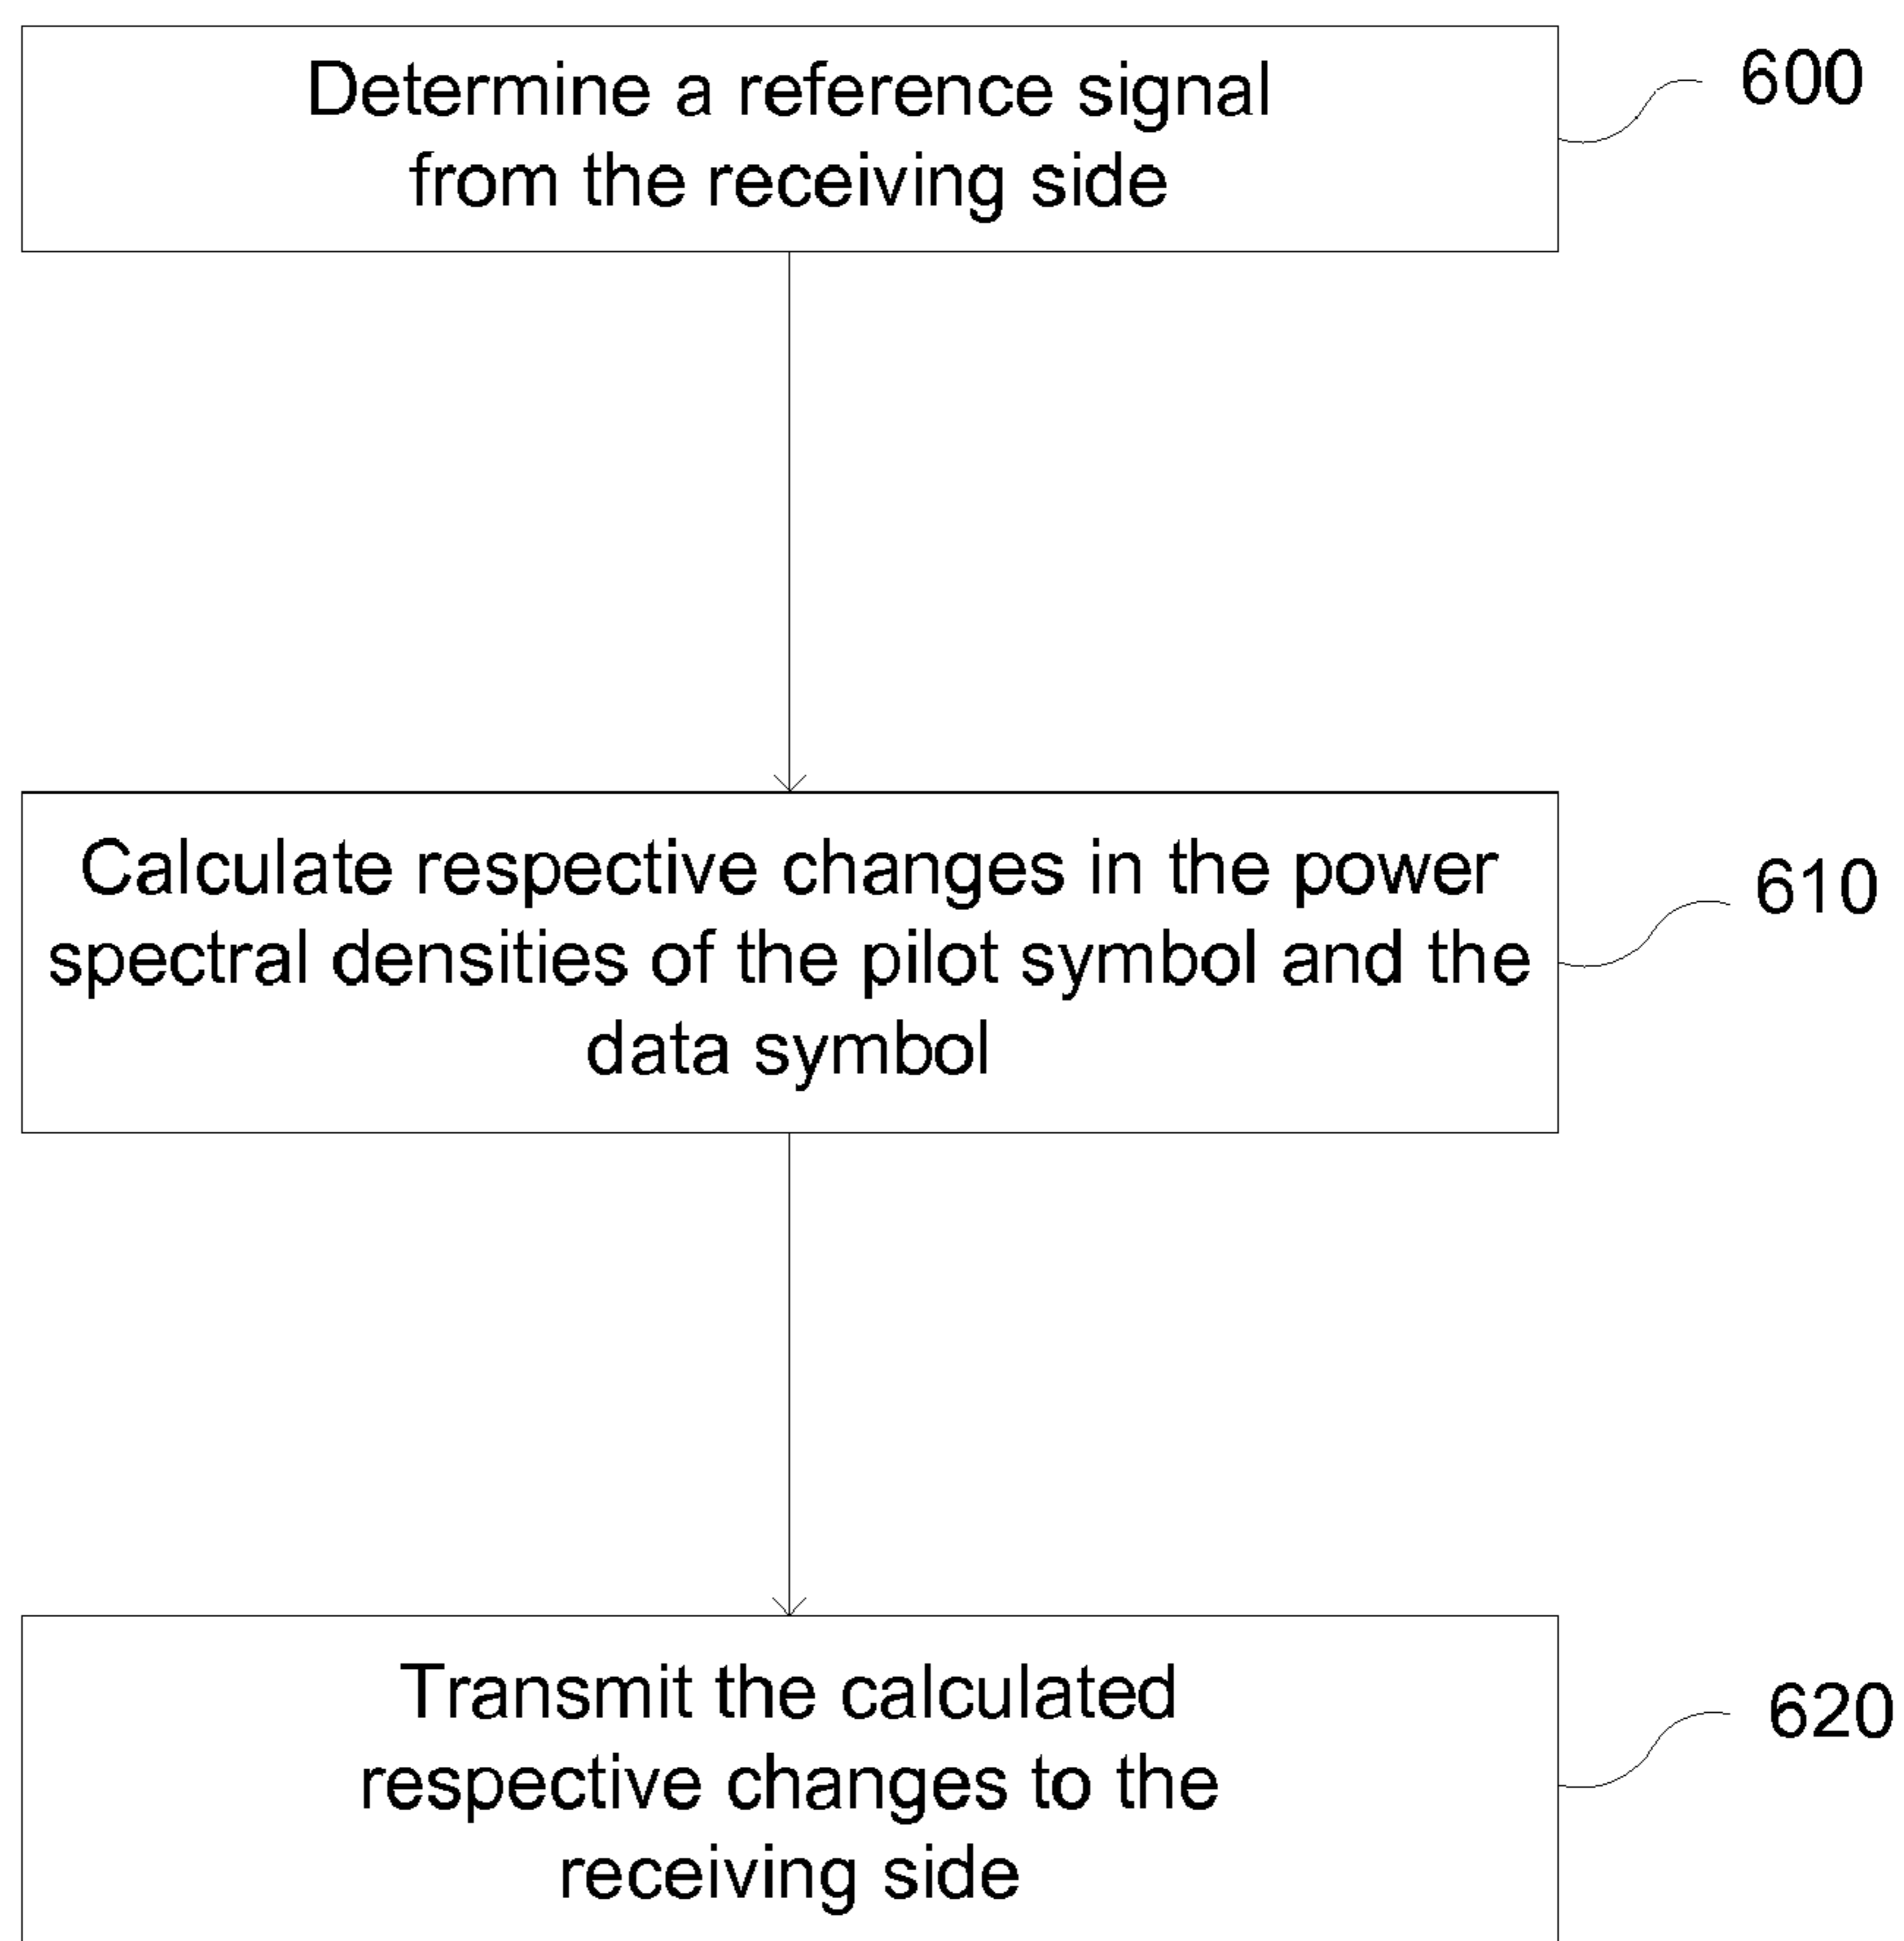 Determine a reference signal
from the receiving side
600
Calculate respective changes in the power
spectral densities of the pilot symbol and the
data symbol
610
Transmit the calculated
respective changes to the
receiving side
620